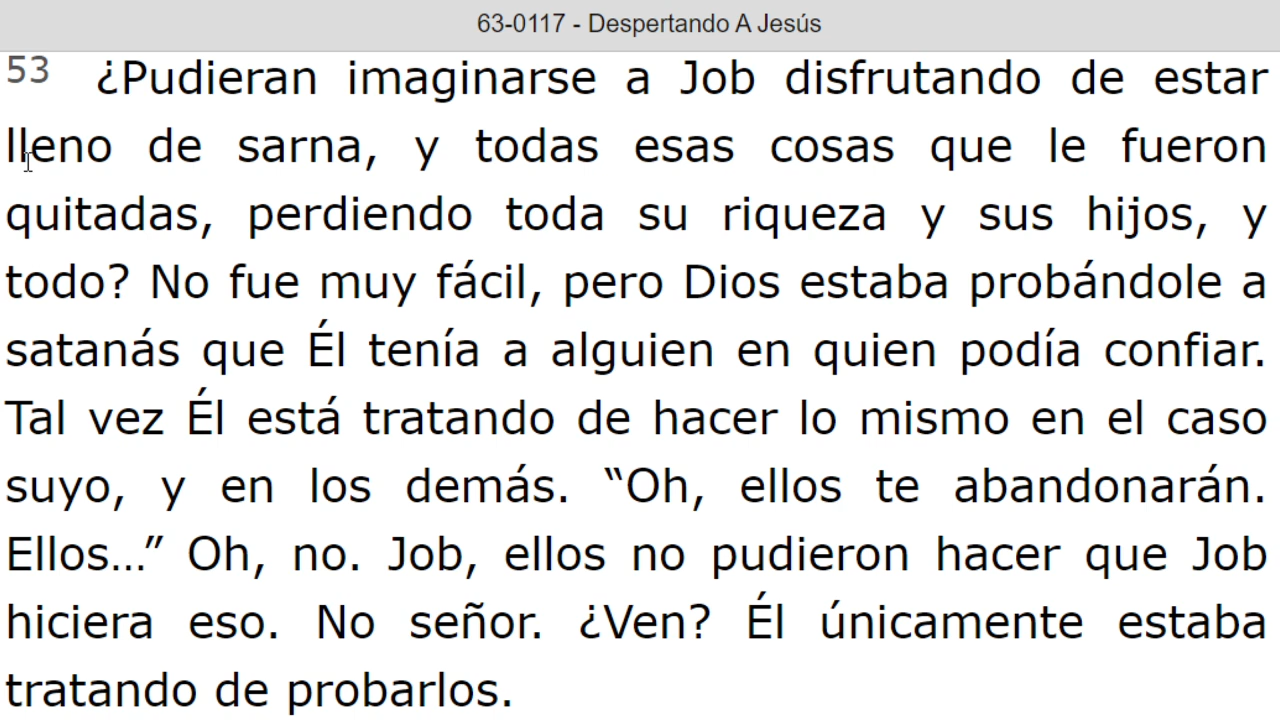 63-0117 - Despertando A Jesús
53 ¿Pudieran imaginarse a Job disfrutando de estar
lleno de sarna, y todas esas cosas que le fueron
quitadas, perdiendo toda su riqueza y sus hijos, y
todo? No fue muy fácil, pero Dios estaba probándole a
satanás que Él tenía a alguien en quien podía confiar.
Tal vez Él está tratando de hacer lo mismo en el caso
suyo, y en los demás. “Oh, ellos te abandonarán.
Ellos…” Oh, no. Job, ellos no pudieron hacer que Job
hiciera eso. No señor. ¿Ven? Él únicamente estaba
tratando de probarlos.